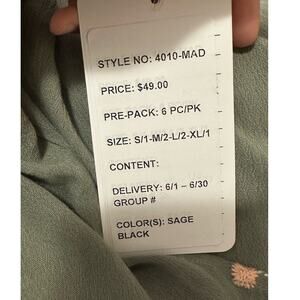 STYLE NO: 4010-MAD
PRICE: $49.00
PRE-PACK: 6 PC/PK
SIZE: S/1-M/2-L/2-XL/1
CONTENT:
DELIVERY: 6/1 – 6/30
GROUP #
COLOR(S): SAGE
BLACK